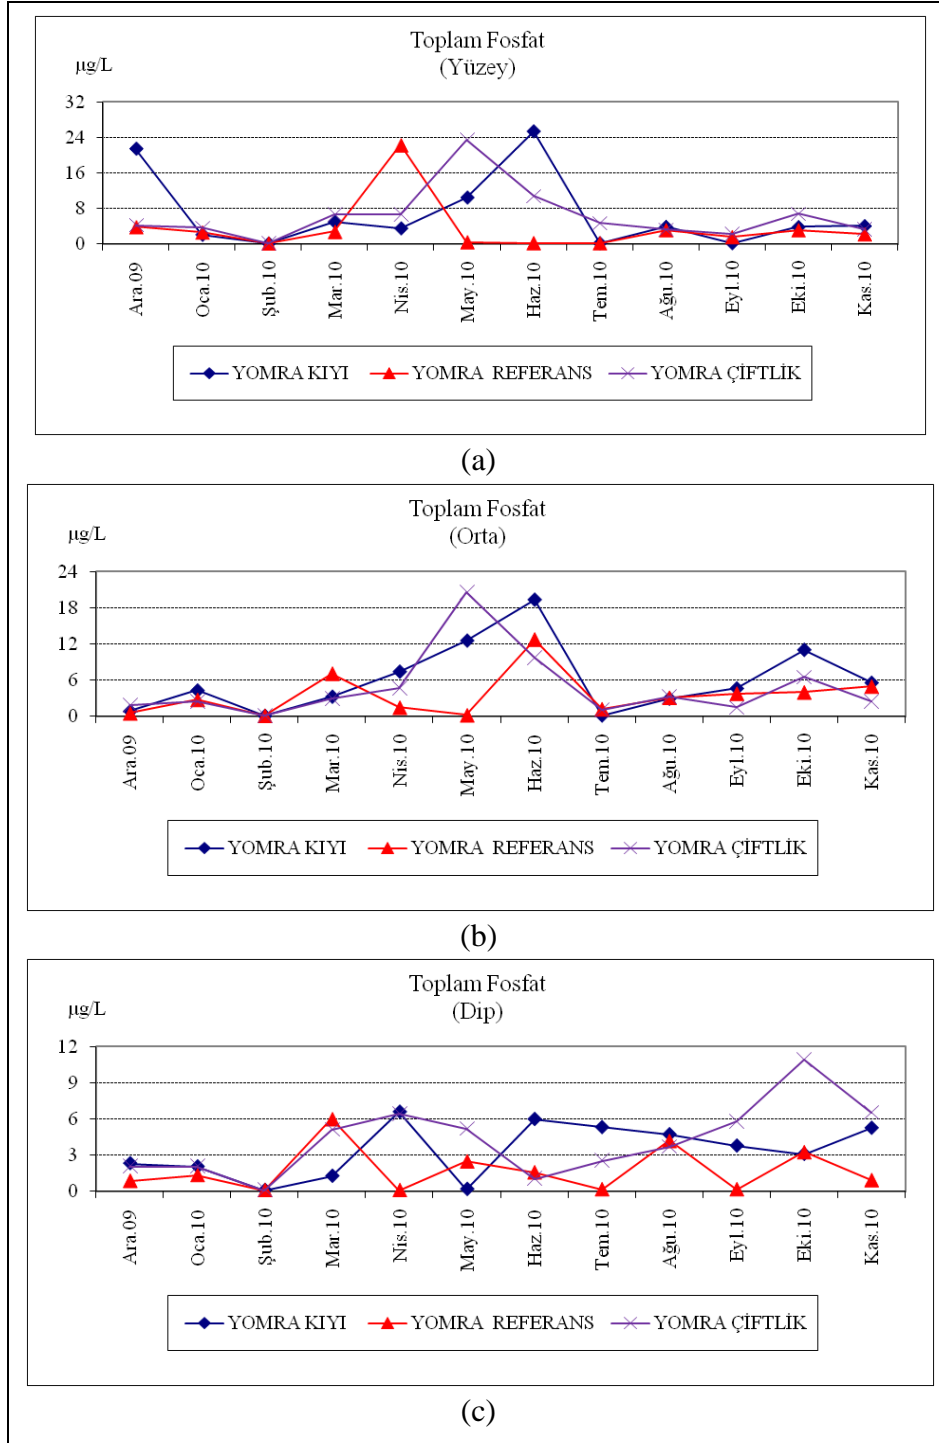 Toplam Fosfat
(Yüzey)
µg/L
32
24
16
8
0
Ara.09 Oca.10 Şub.10 Mar.10 Nis.10 May.10 Haz.10 Tem.10 Ağu.10 Eyl.10 Eki.10 Kas.10
YOMRA KIYI YOMRA REFERANS YOMRA ÇİFTLİK
(a)
Toplam Fosfat
(Orta)
µg/L
24
18
12
6
0
Ara.09 Oca.10 Şub.10 Mar.10 Nis.10 May.10 Haz.10 Tem.10 Ağu.10 Eyl.10 Eki.10 Kas.10
YOMRA KIYI YOMRA REFERANS YOMRA ÇİFTLİK
(b)
Toplam Fosfat
(Dip)
µg/L
12
9
6
3
0
Ara.09 Oca.10 Şub.10 Mar.10 Nis.10 May.10 Haz.10 Tem.10 Ağu.10 Eyl.10 Eki.10 Kas.10
YOMRA KIYI YOMRA REFERANS YOMRA ÇİFTLİK
(c)